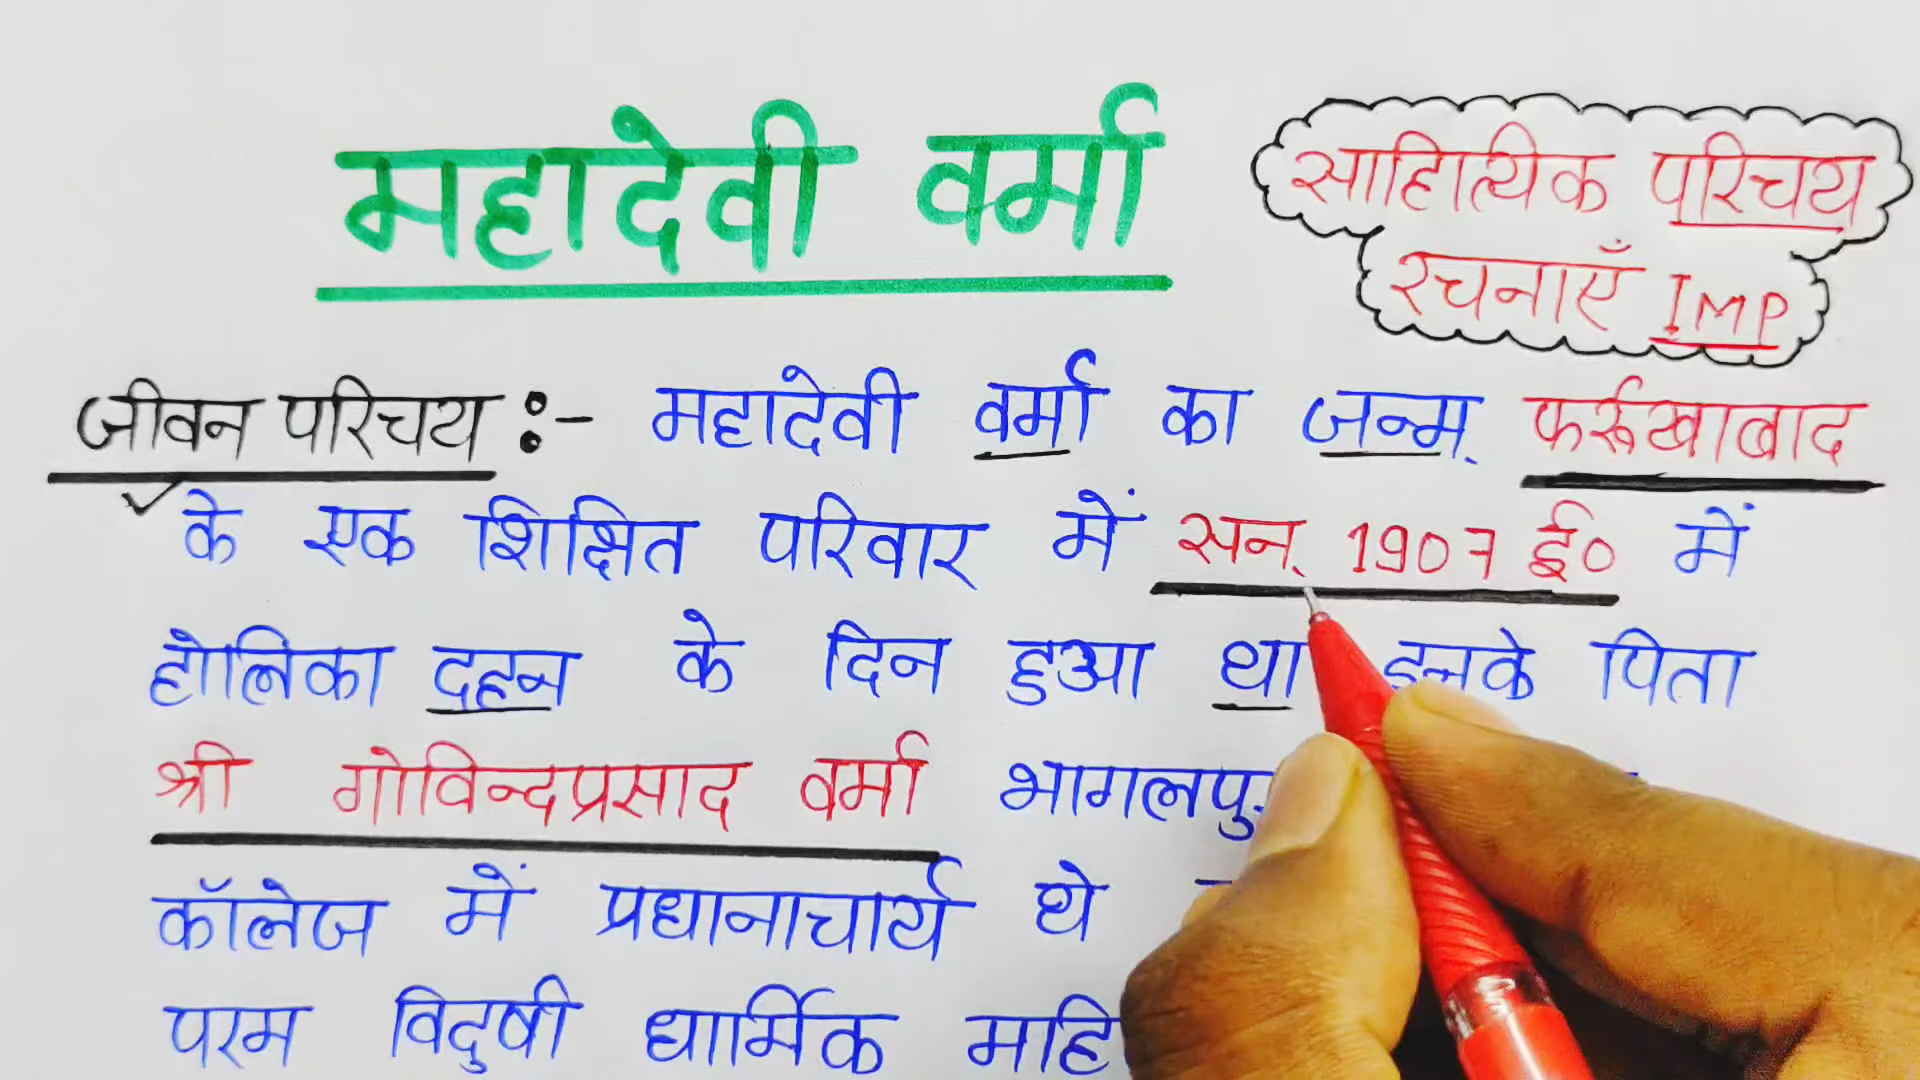 महादेवी वर्मा
साहित्यिक परिचय
रचनाएँ IMP
जीवन परिचय :- महादेवी वर्मा का जन्म फर्रूखाबाद
के एक शिक्षित परिवार में सन् 1907 ई० में
होलिका दहन के दिन हुआ था इनके पिता
श्री गोविन्दप्रसाद वर्मा
कॉलेज में प्रधानाचार्य थे
परम विदुषी धार्मिक